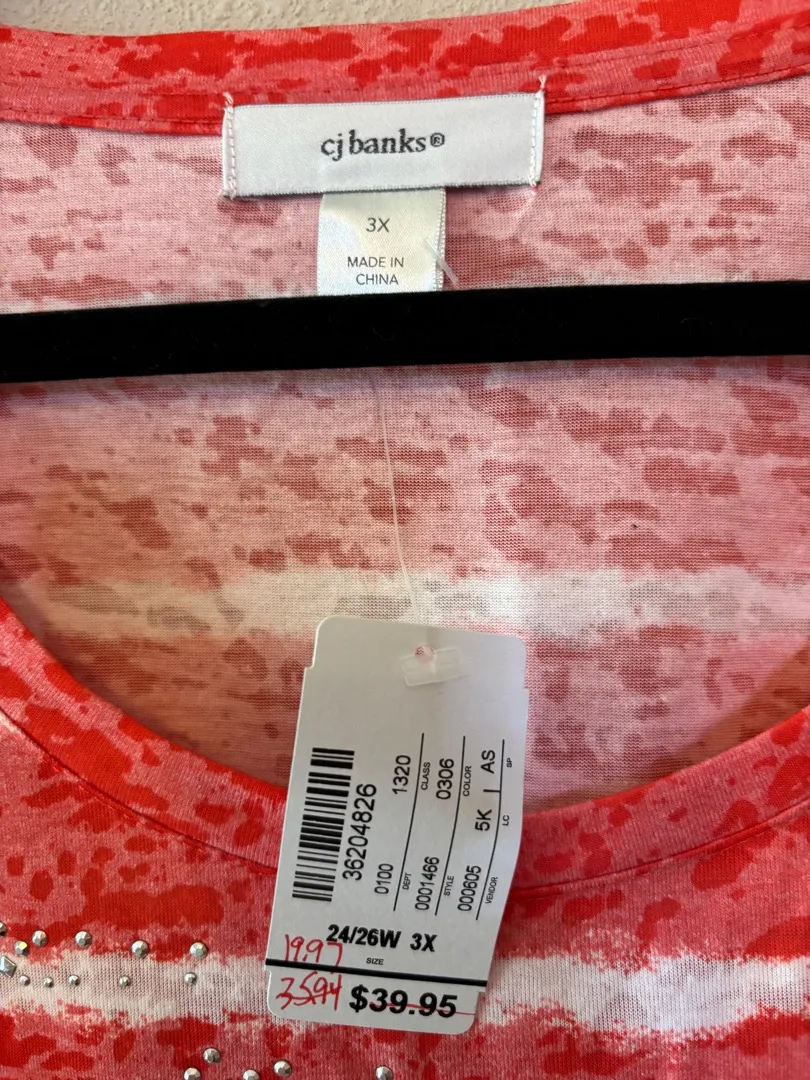 cj banks®
3X
MADE IN
CHINA
36204826
0100 1320
DEPT CLASS
0001466 0306
STYLE COLOR
000605 5K AS
VENDOR LC SP
24/26W 3X
19.97
SIZE
35.94 $39.95